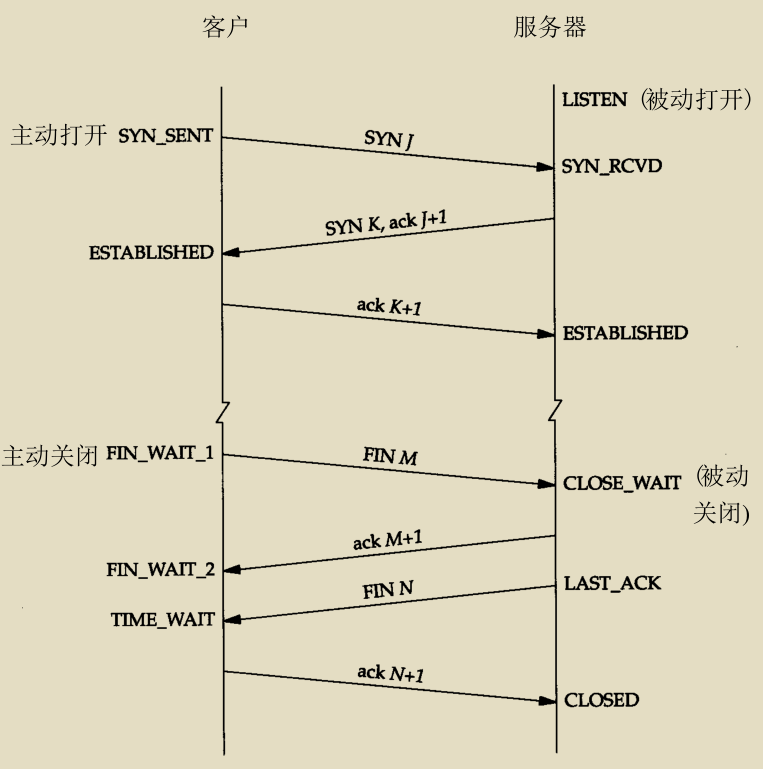 客户
服务器
LISTEN (被动打开)
主动打开 SYN_SENT
SYN J
SYN_RCVD
SYN K, ack J+1
ESTABLISHED
ack K+1
ESTABLISHED
主动关闭 FIN_WAIT_1
FIN M
CLOSE_WAIT (被动
关闭)
ack M+1
FIN_WAIT_2
FIN N
LAST_ACK
TIME_WAIT
ack N+1
CLOSED